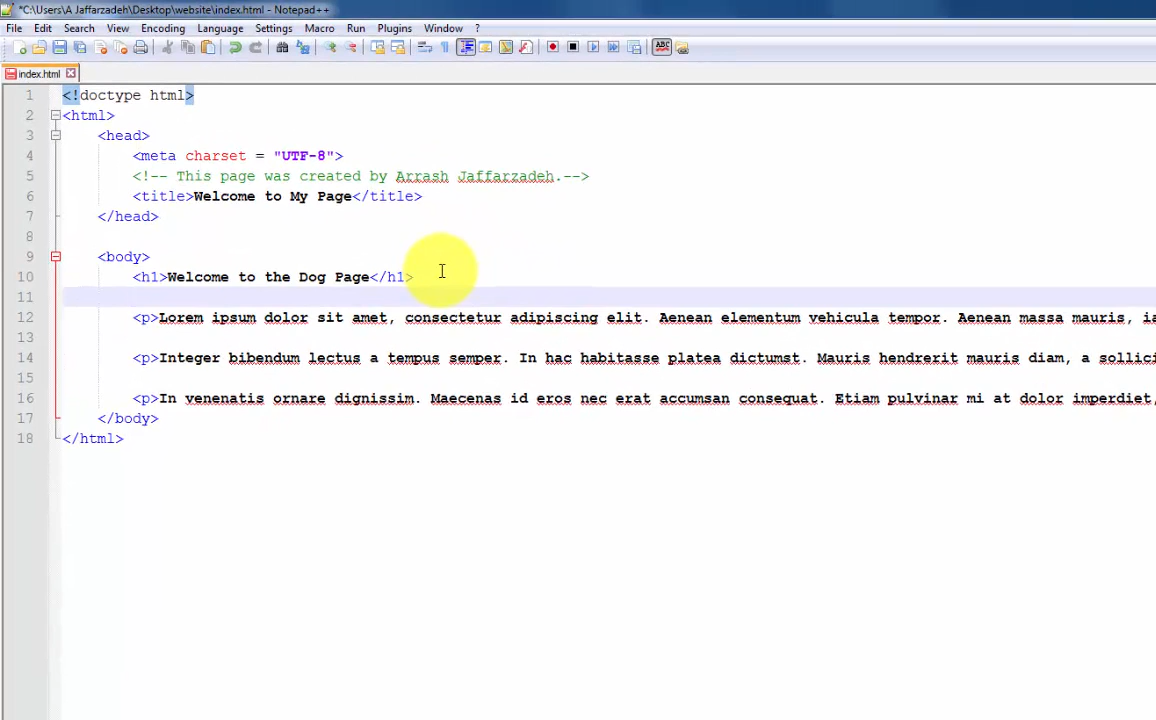 *C:\Users\A Jaffarzadeh\Desktop\website\index.html - Notepad++
File Edit Search View Encoding Language Settings Macro Run Plugins Window ?
ABC
index.html
1 <!doctype html>
2 <html>
3 <head>
4 <meta charset = "UTF-8">
5 <!-- This page was created by Arrash Jaffarzadeh.-->
6 <title>Welcome to My Page</title>
7 </head>
8
9 <body>
10 <h1>Welcome to the Dog Page</h1>
11
12 <p>Lorem ipsum dolor sit amet, consectetur adipiscing elit. Aenean elementum vehicula tempor. Aenean massa mauris,
13
14 <p>Integer bibendum lectus a tempus semper. In hac habitasse platea dictumst. Mauris hendrerit mauris diam, a
15
16 <p>In venenatis ornare dignissim. Maecenas id eros nec erat accumsan consequat. Etiam pulvinar mi at dolor imperdiet,
17 </body>
18 </html>